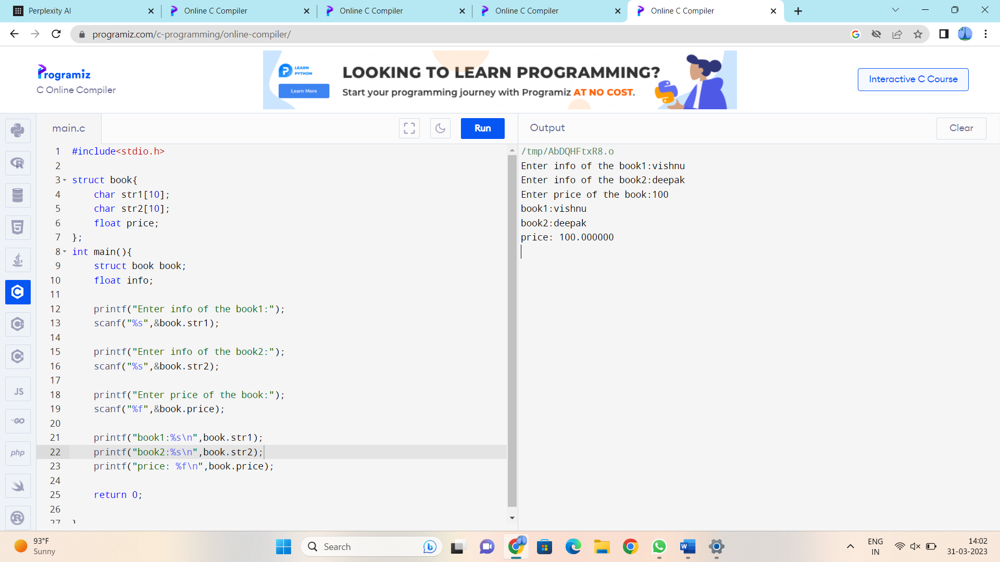 Perplexity AI
Online C Compiler
Online C Compiler
Online C Compiler
Online C Compiler
programiz.com/c-programming/online-compiler/
Programiz
C Online Compiler
LEARN
PYTHON
Learn More
LOOKING TO LEARN PROGRAMMING?
Start your programming journey with Programiz AT NO COST.
Interactive C Course
main.c
Run
Output
Clear
1 #include<stdio.h>
2
3 struct book{
4 char str1[10];
5 char str2[10];
6 float price;
7 };
8 int main(){
9 struct book book;
10 float info;
11
12 printf("Enter info of the book1:");
13 scanf("%s",&book.str1);
14
15 printf("Enter info of the book2:");
16 scanf("%s",&book.str2);
17
18 printf("Enter price of the book:");
19 scanf("%f",&book.price);
20
21 printf("book1:%s\n",book.str1);
22 printf("book2:%s\n",book.str2);
23 printf("price: %f\n",book.price);
24
25 return 0;
26
27 }
/tmp/AbDQHFtxR8.o
Enter info of the book1:vishnu
Enter info of the book2:deepak
Enter price of the book:100
book1:vishnu
book2:deepak
price: 100.000000
JS
GO
php
93°F
Sunny
Search
ENG
IN
14:02
31-03-2023